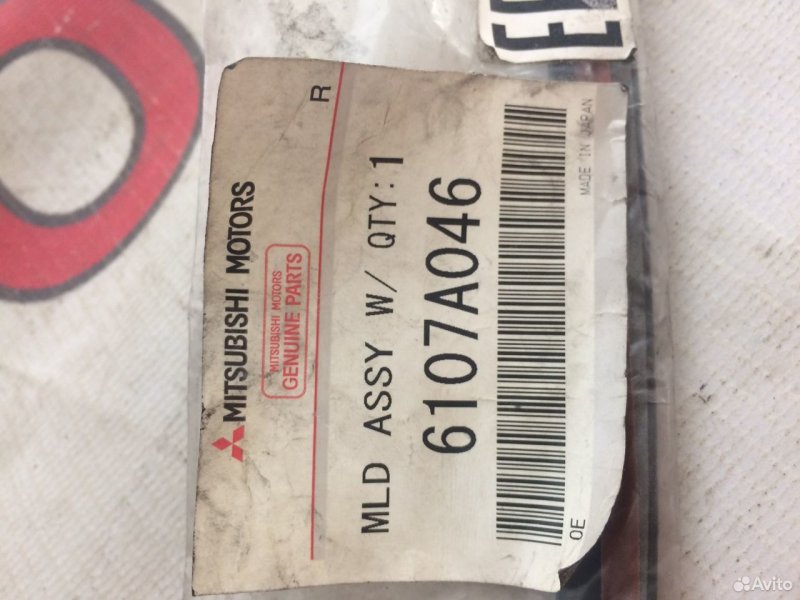 R
MITSUBISHI MOTORS
MITSUBISHI MOTORS
GENUINE PARTS
MLD ASSY W/ QTY:1
6107A046
OE
MADE IN JAPAN
Avito